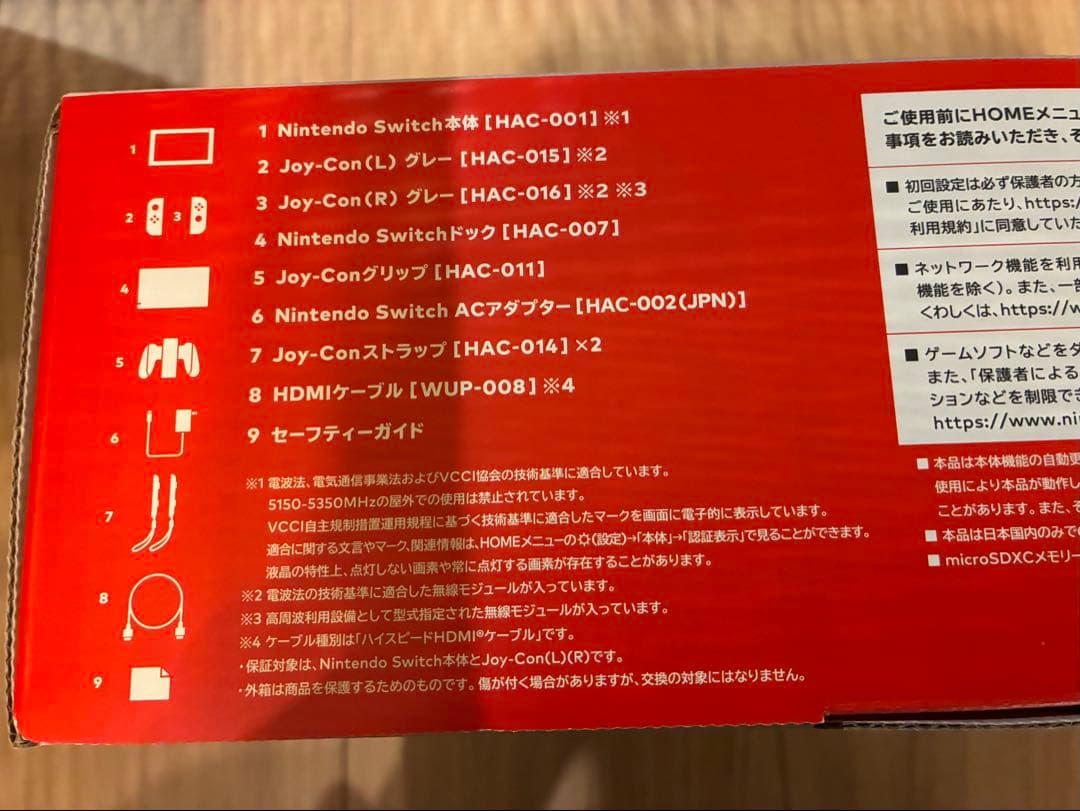 1 Nintendo Switch本体[HAC-001]※1
2 Joy-Con(L) グレー[HAC-015]※2
3 Joy-Con(R) グレー[HAC-016]※2 ※3
4 Nintendo Switchドック[HAC-007]
5 Joy-Conグリップ[HAC-011]
6 Nintendo Switch ACアダプター[HAC-002(JPN)]
7 Joy-Conストラップ[HAC-014]×2
8 HDMIケーブル[WUP-008]※4
9 セーフティーガイド
1
2
3
4
5
6
7
8
9
※1 電波法、電気通信事業法およびVCCI協会の技術基準に適合しています。
5150-5350MHzの屋外での使用は禁止されています。
VCCI自主規制措置運用規程に基づく技術基準に適合したマークを画面に電子的に表示しています。
適合に関する文言やマーク、関連情報は、HOMEメニューの(設定)→「本体」→「認証表示」で見ることができます。
液晶の特性上、点灯しない画素や常に点灯する画素が存在することがあります。
※2 電波法の技術基準に適合した無線モジュールが入っています。
※3 高周波利用設備として型式指定された無線モジュールが入っています。
※4 ケーブル種別は「ハイスピードHDMI®ケーブル」です。
・保証対象は、Nintendo Switch本体とJoy-Con(L)(R)です。
・外箱は商品を保護するためのものです。傷が付く場合がありますが、交換の対象にはなりません。
ご使用前にHOMEメニュ
事項をお読みいただき、そ
■ 初回設定は必ず保護者の方
ご使用にあたり、https:/
利用規約」に同意していた
■ ネットワーク機能を利用
機能を除く)。また、一部
くわしくは、https://w
■ ゲームソフトなどをダ
また、「保護者による
ションなどを制限でき
https://www.ni
■ 本品は本体機能の自動更
使用により本品が動作し
ことがあります。また、そ
■ 本品は日本国内のみで
■ microSDXCメモリー